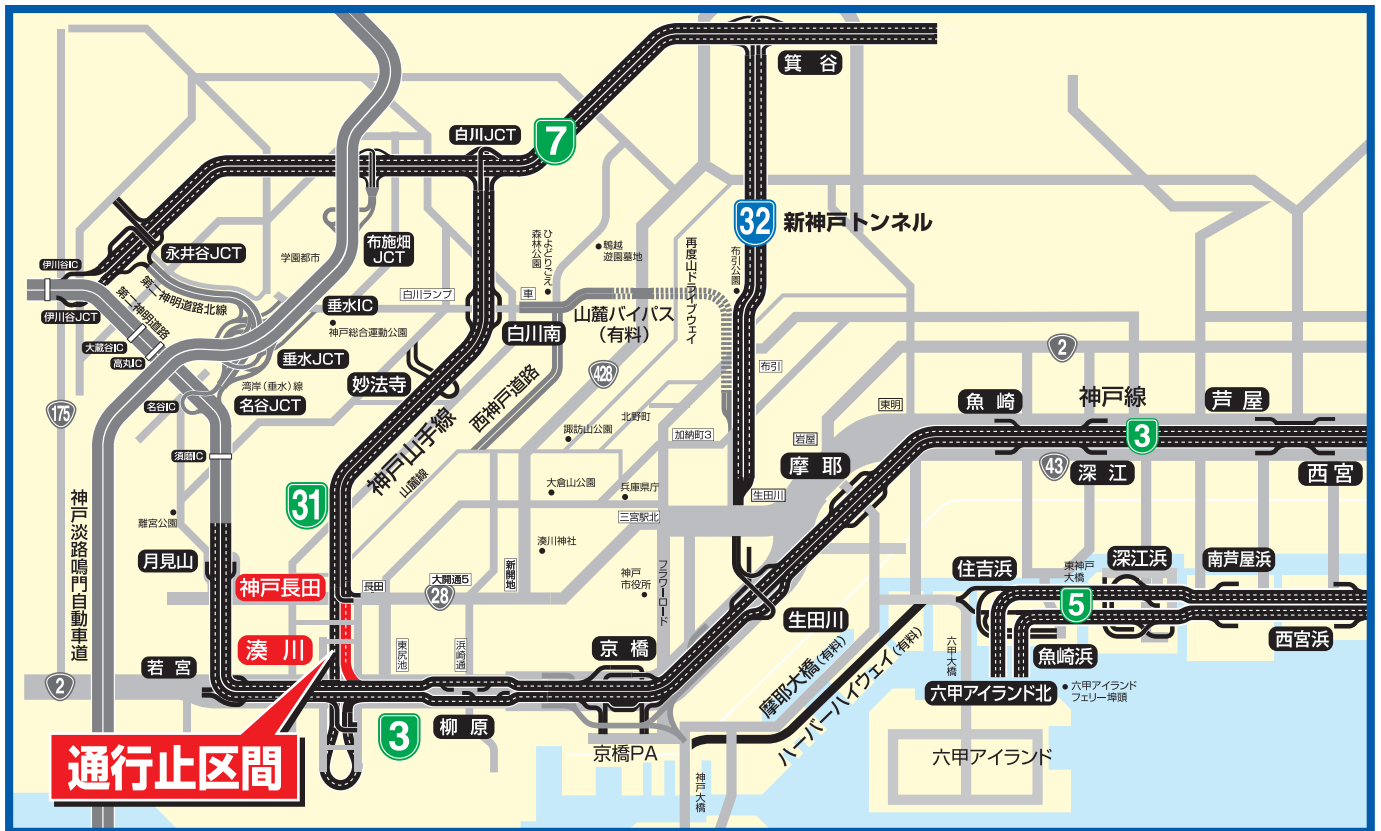 箕谷
白川JCT
7
32
新神戸トンネル
永井谷JCT
布施畑
JCT
学園都市
伊川谷IC
伊川谷JCT
第二神明道路北線
第二神明道路
大蔵谷IC
高丸IC
垂水IC
神戸総合運動公園
垂水JCT
湾岸(垂水)線
名谷IC
名谷JCT
白川ランプ
車
ひよどりごえ
森林公園
鵯越
遊園墓地
再度山ドライブウェイ
布引公園
山麓バイパス
(有料)
白川南
妙法寺
428
西神戸道路
神戸山手線
山麓線
布引
2
175
須磨IC
北野町
諏訪山公園
加納町3
東明
岩屋
魚崎
神戸線
芦屋
3
43
深江
西宮
摩耶
生田川
31
離宮公園
大倉山公園
兵庫県庁
三宮駅北
湊川神社
月見山
神戸長田
長田
大開通5
28
新開地
神戸
市役所
フラワーロード
神戸淡路鳴門自動車道
住吉浜
東神戸
大橋
深江浜
南芦屋浜
5
西宮浜
魚崎浜
生田川
湊川
東尻池
浜崎通
京橋
若宮
2
柳原
3
京橋PA
摩耶大橋(有料)
ハーバーハイウェイ(有料)
六甲大橋
六甲アイランド北
六甲アイランド
フェリー埠頭
六甲アイランド
神戸大橋
通行止区間